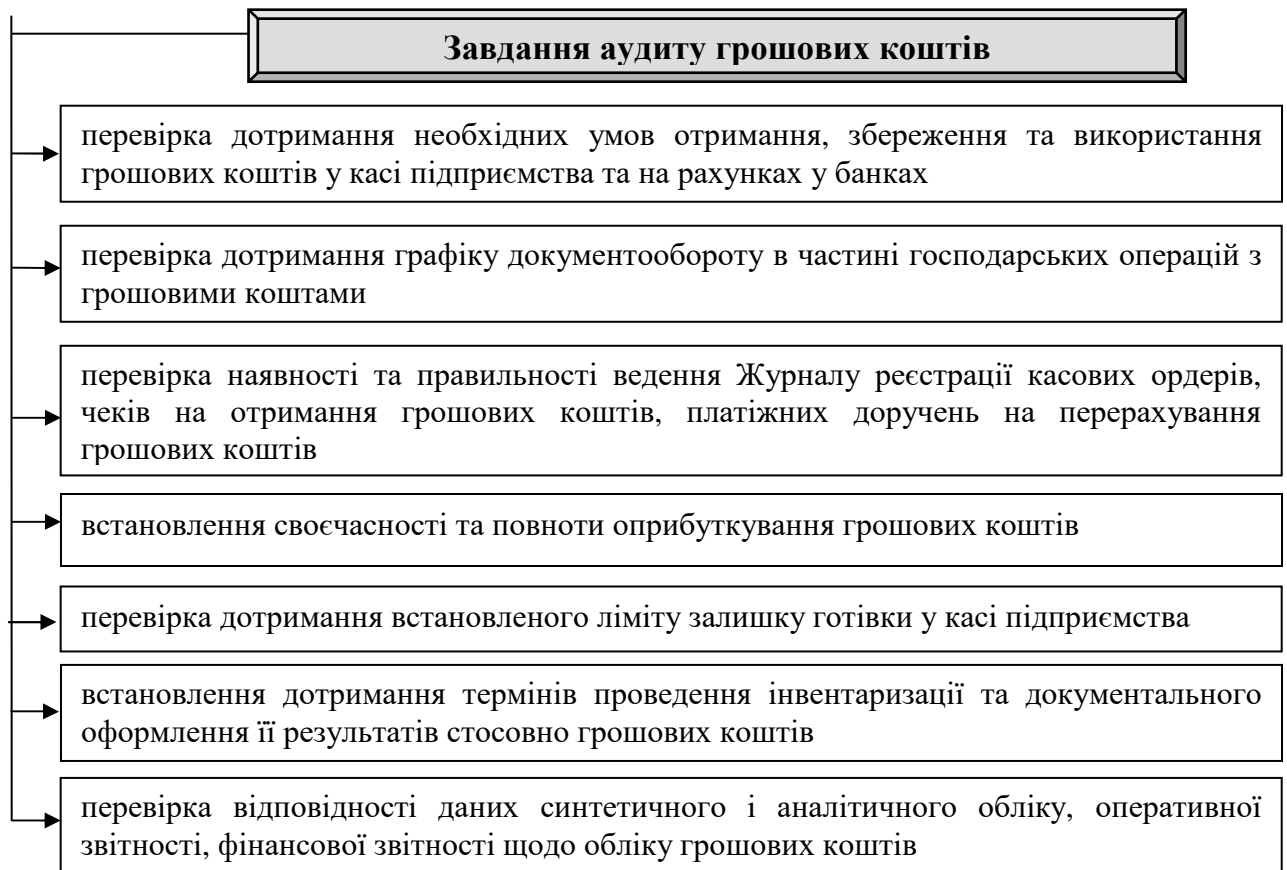 Завдання аудиту грошових коштів
перевірка дотримання необхідних умов отримання, збереження та використання
грошових коштів у касі підприємства та на рахунках у банках
перевірка дотримання графіку документообороту в частині господарських операцій з
грошовими коштами
перевірка наявності та правильності ведення Журналу реєстрації касових ордерів,
чеків на отримання грошових коштів, платіжних доручень на перерахування
грошових коштів
встановлення своєчасності та повноти оприбуткування грошових коштів
перевірка дотримання встановленого ліміту залишку готівки у касі підприємства
встановлення дотримання термінів проведення інвентаризації та документального
оформлення її результатів стосовно грошових коштів
перевірка відповідності даних синтетичного і аналітичного обліку, оперативної
звітності, фінансової звітності щодо обліку грошових коштів